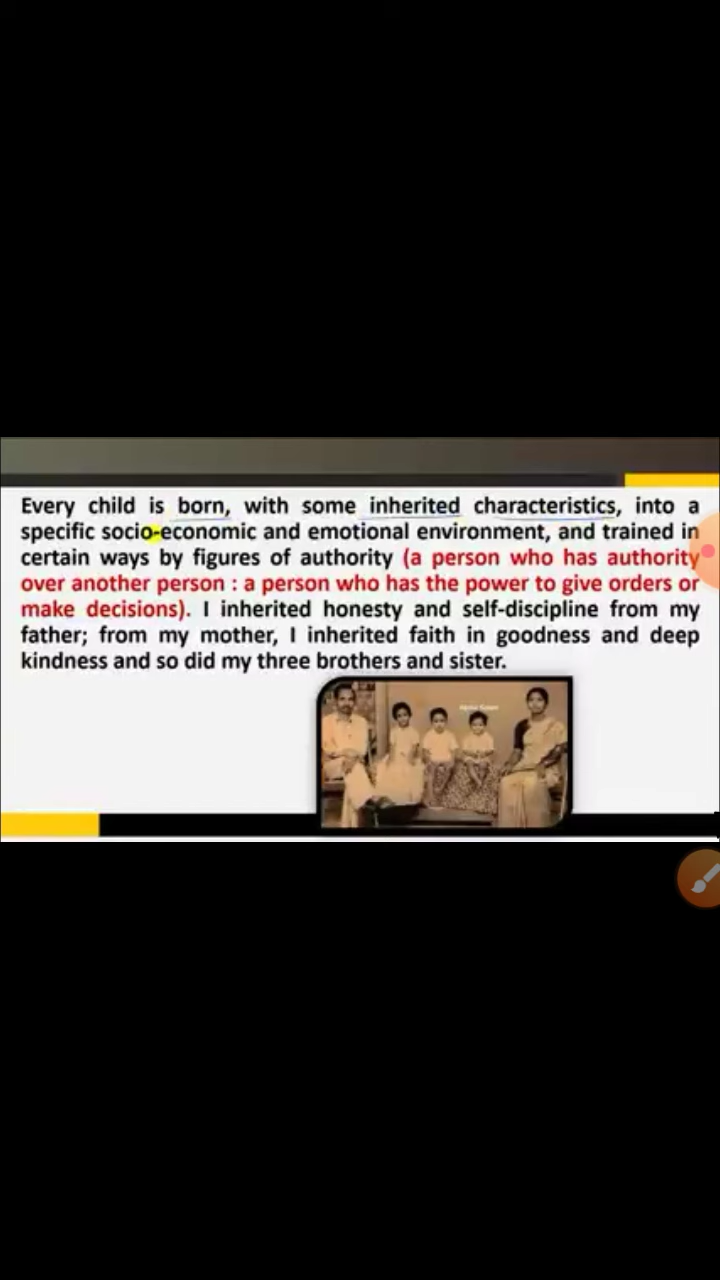 Every child is born, with some inherited characteristics, into a
specific socio-economic and emotional environment, and trained in
certain ways by figures of authority (a person who has authority
over another person : a person who has the power to give orders or
make decisions). I inherited honesty and self-discipline from my
father; from my mother, I inherited faith in goodness and deep
kindness and so did my three brothers and sister.